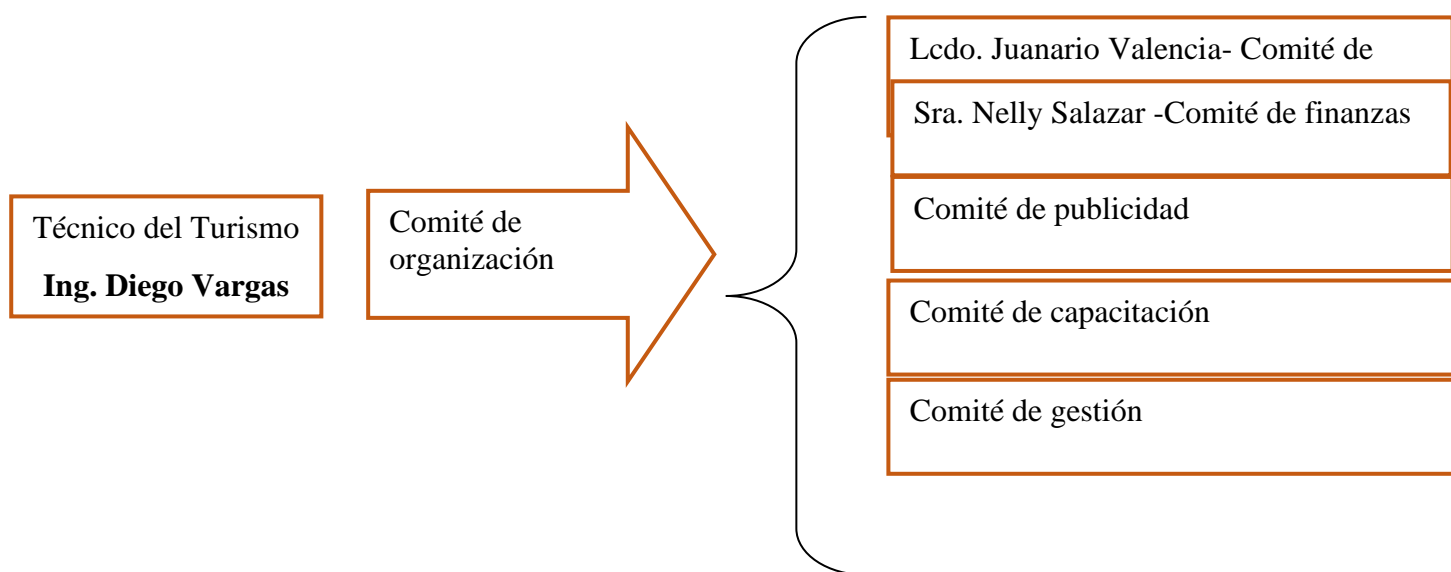 Técnico del Turismo
Ing. Diego Vargas
Comité de
organización
Lcdo. Juanario Valencia- Comité de
Sra. Nelly Salazar -Comité de finanzas
Comité de publicidad
Comité de capacitación
Comité de gestión